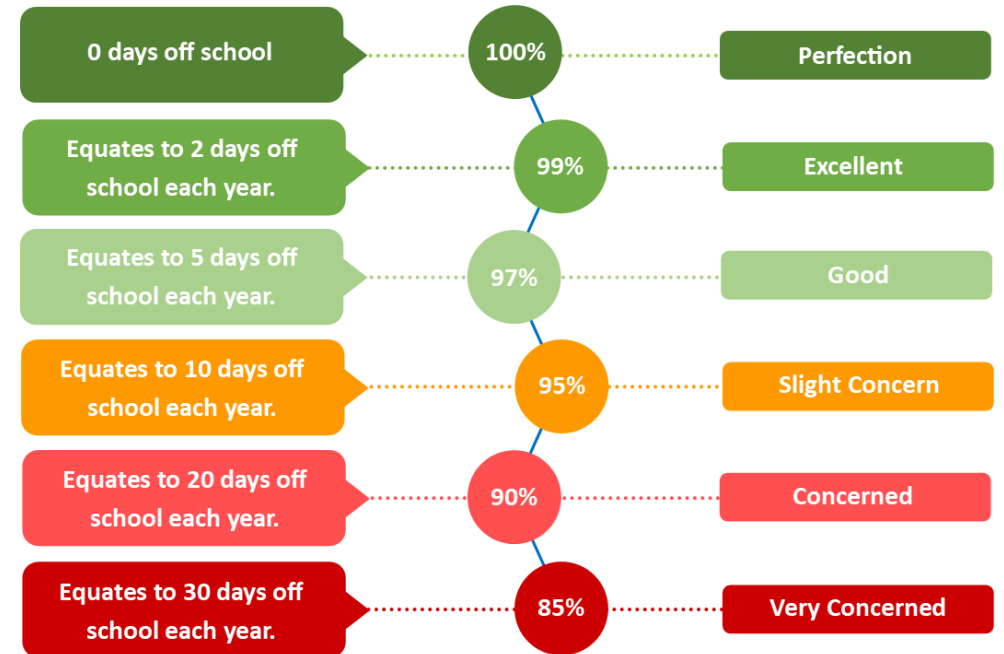 0 days off school
100%
Perfection
Equates to 2 days off
school each year.
99%
Excellent
Equates to 5 days off
school each year.
97%
Good
Equates to 10 days off
school each year.
95%
Slight Concern
Equates to 20 days off
school each year.
90%
Concerned
Equates to 30 days off
school each year.
85%
Very Concerned